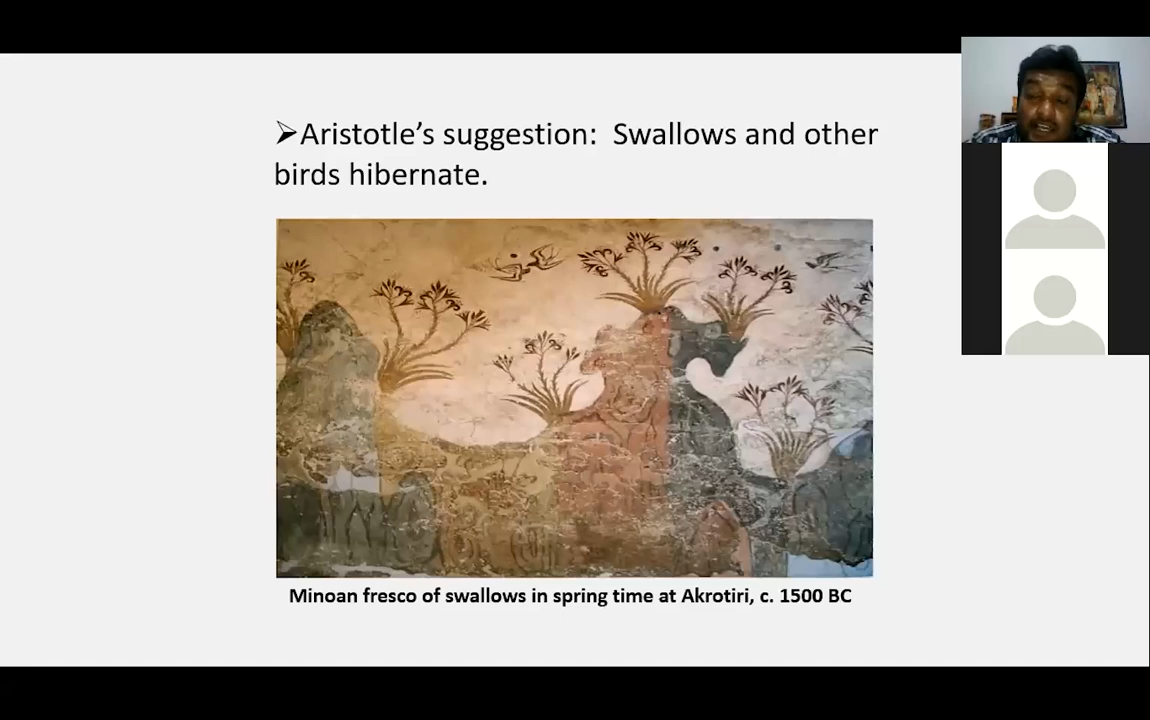 ➢Aristotle’s suggestion:  Swallows and other
birds hibernate.
Minoan fresco of swallows in spring time at Akrotiri, c. 1500 BC